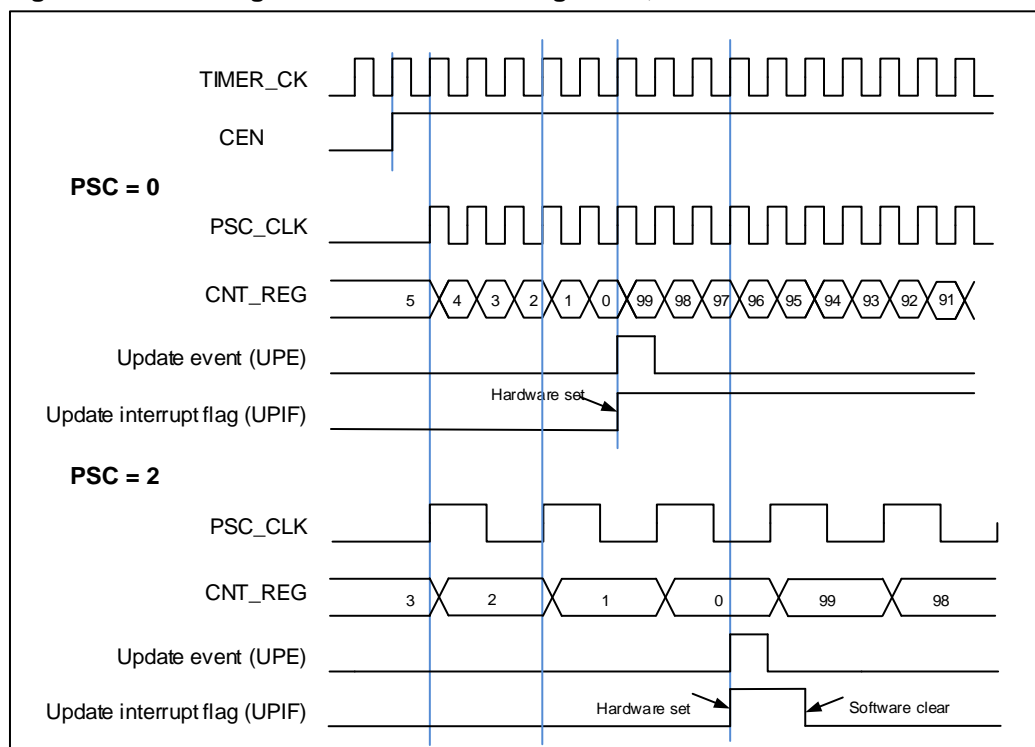 TIMER_CK
CEN
PSC = 0
PSC_CLK
CNT_REG 5 4 3 2 1 0 99 98 97 96 95 94 93 92 91
Update event (UPE)
Hardware set
Update interrupt flag (UPIF)
PSC = 2
PSC_CLK
CNT_REG 3 2 1 0 99 98
Update event (UPE)
Update interrupt flag (UPIF) Hardware set Software clear